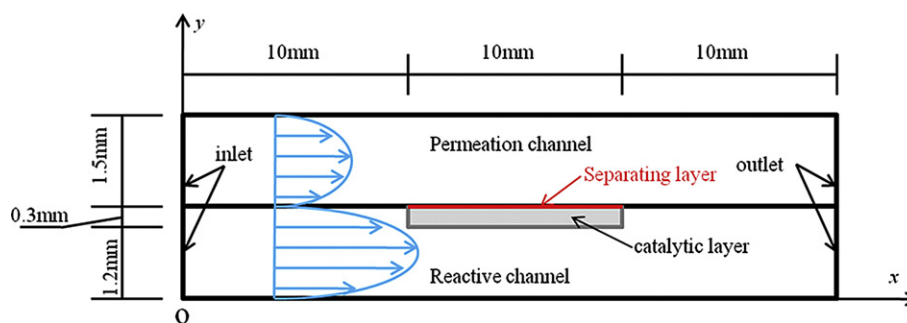 y
10mm
10mm
10mm
1.5mm
inlet
Permeation channel
Separating layer
outlet
0.3mm
catalytic layer
1.2mm
Reactive channel
x
O